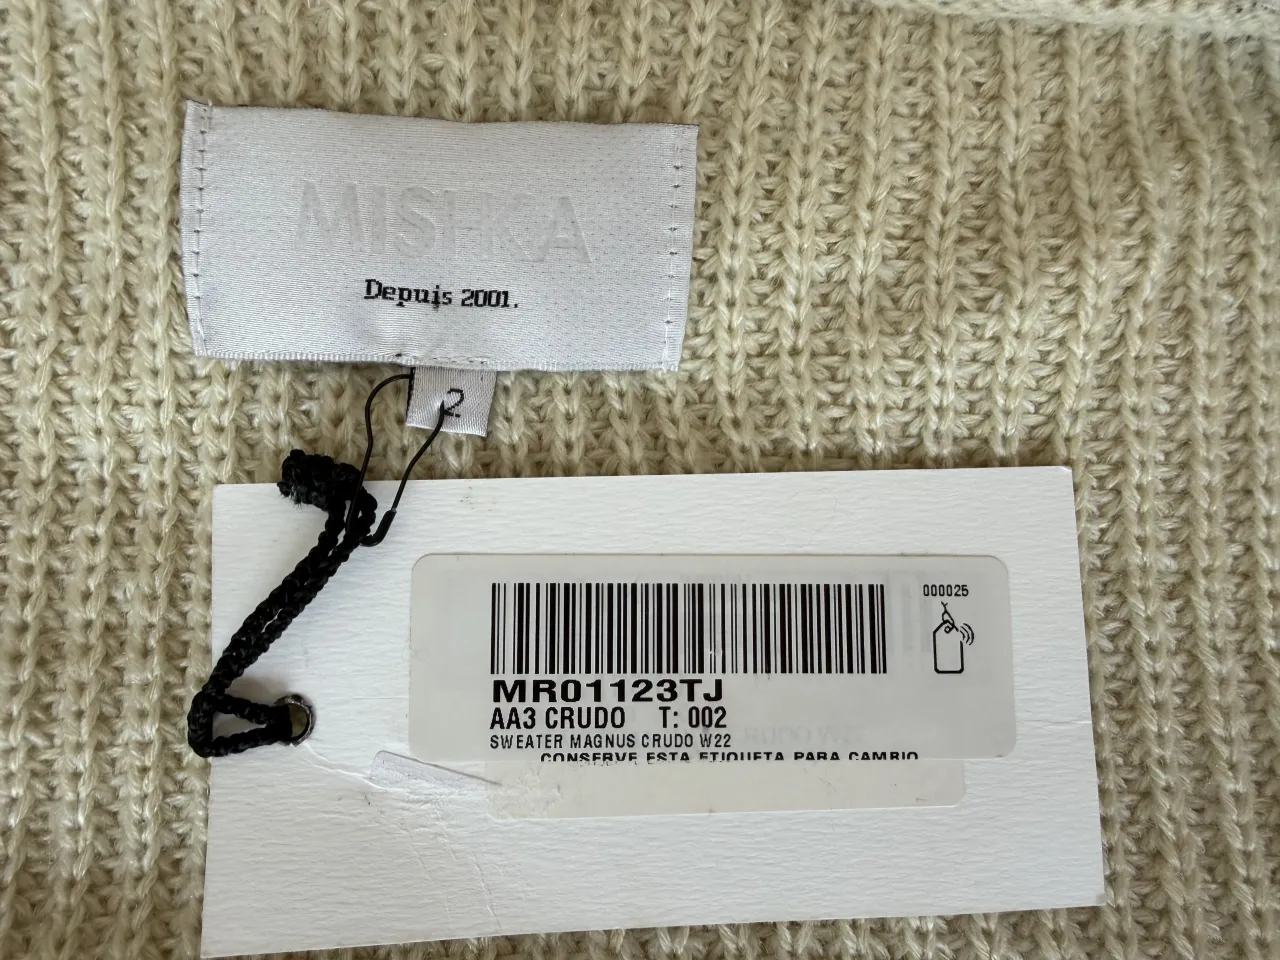 MISHKA
Depuis 2001.
2
000025
MR01123TJ
AA3 CRUDO T: 002
SWEATER MAGNUS CRUDO W22
CONSERVE ESTA ETIQUETA PARA CAMBIO